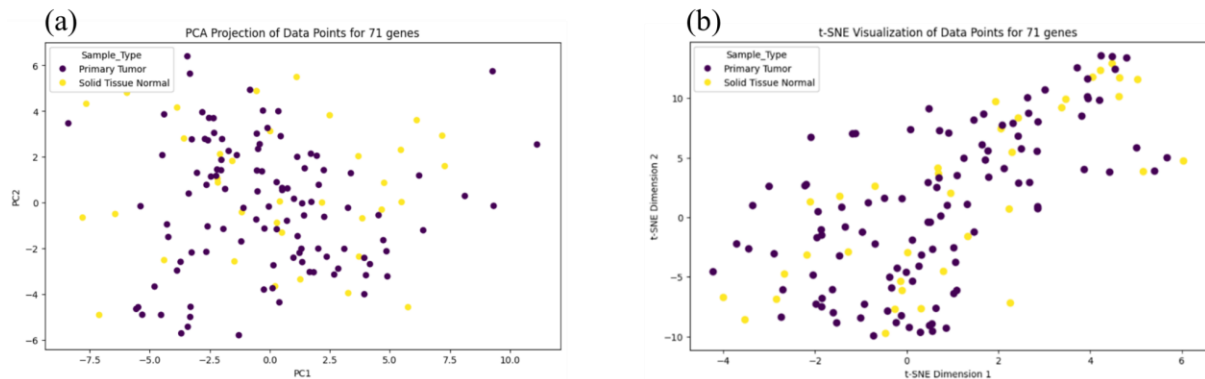 (a)
PCA Projection of Data Points for 71 genes
Sample_Type
Primary Tumor
Solid Tissue Normal
6
4
2
0
−2
−4
−6
PC2
−7.5
−5.0
−2.5
0.0
2.5
5.0
7.5
10.0
PC1
(b)
t-SNE Visualization of Data Points for 71 genes
Sample_Type
Primary Tumor
Solid Tissue Normal
10
5
0
−5
−10
t-SNE Dimension 2
−4
−2
0
2
4
6
t-SNE Dimension 1